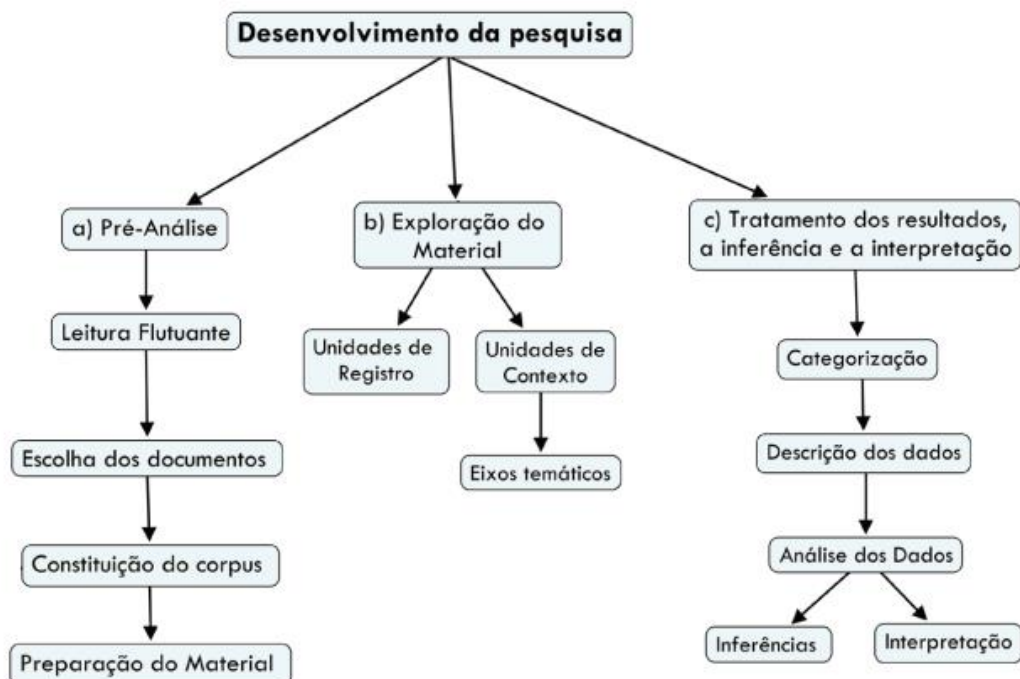 Desenvolvimento da pesquisa
a) Pré-Análise
Leitura Flutuante
Escolha dos documentos
Constituição do corpus
Preparação do Material
b) Exploração do
Material
Unidades de
Registro
Unidades de
Contexto
Eixos temáticos
c) Tratamento dos resultados,
a inferência e a interpretação
Categorização
Descrição dos dados
Análise dos Dados
Inferências
Interpretação